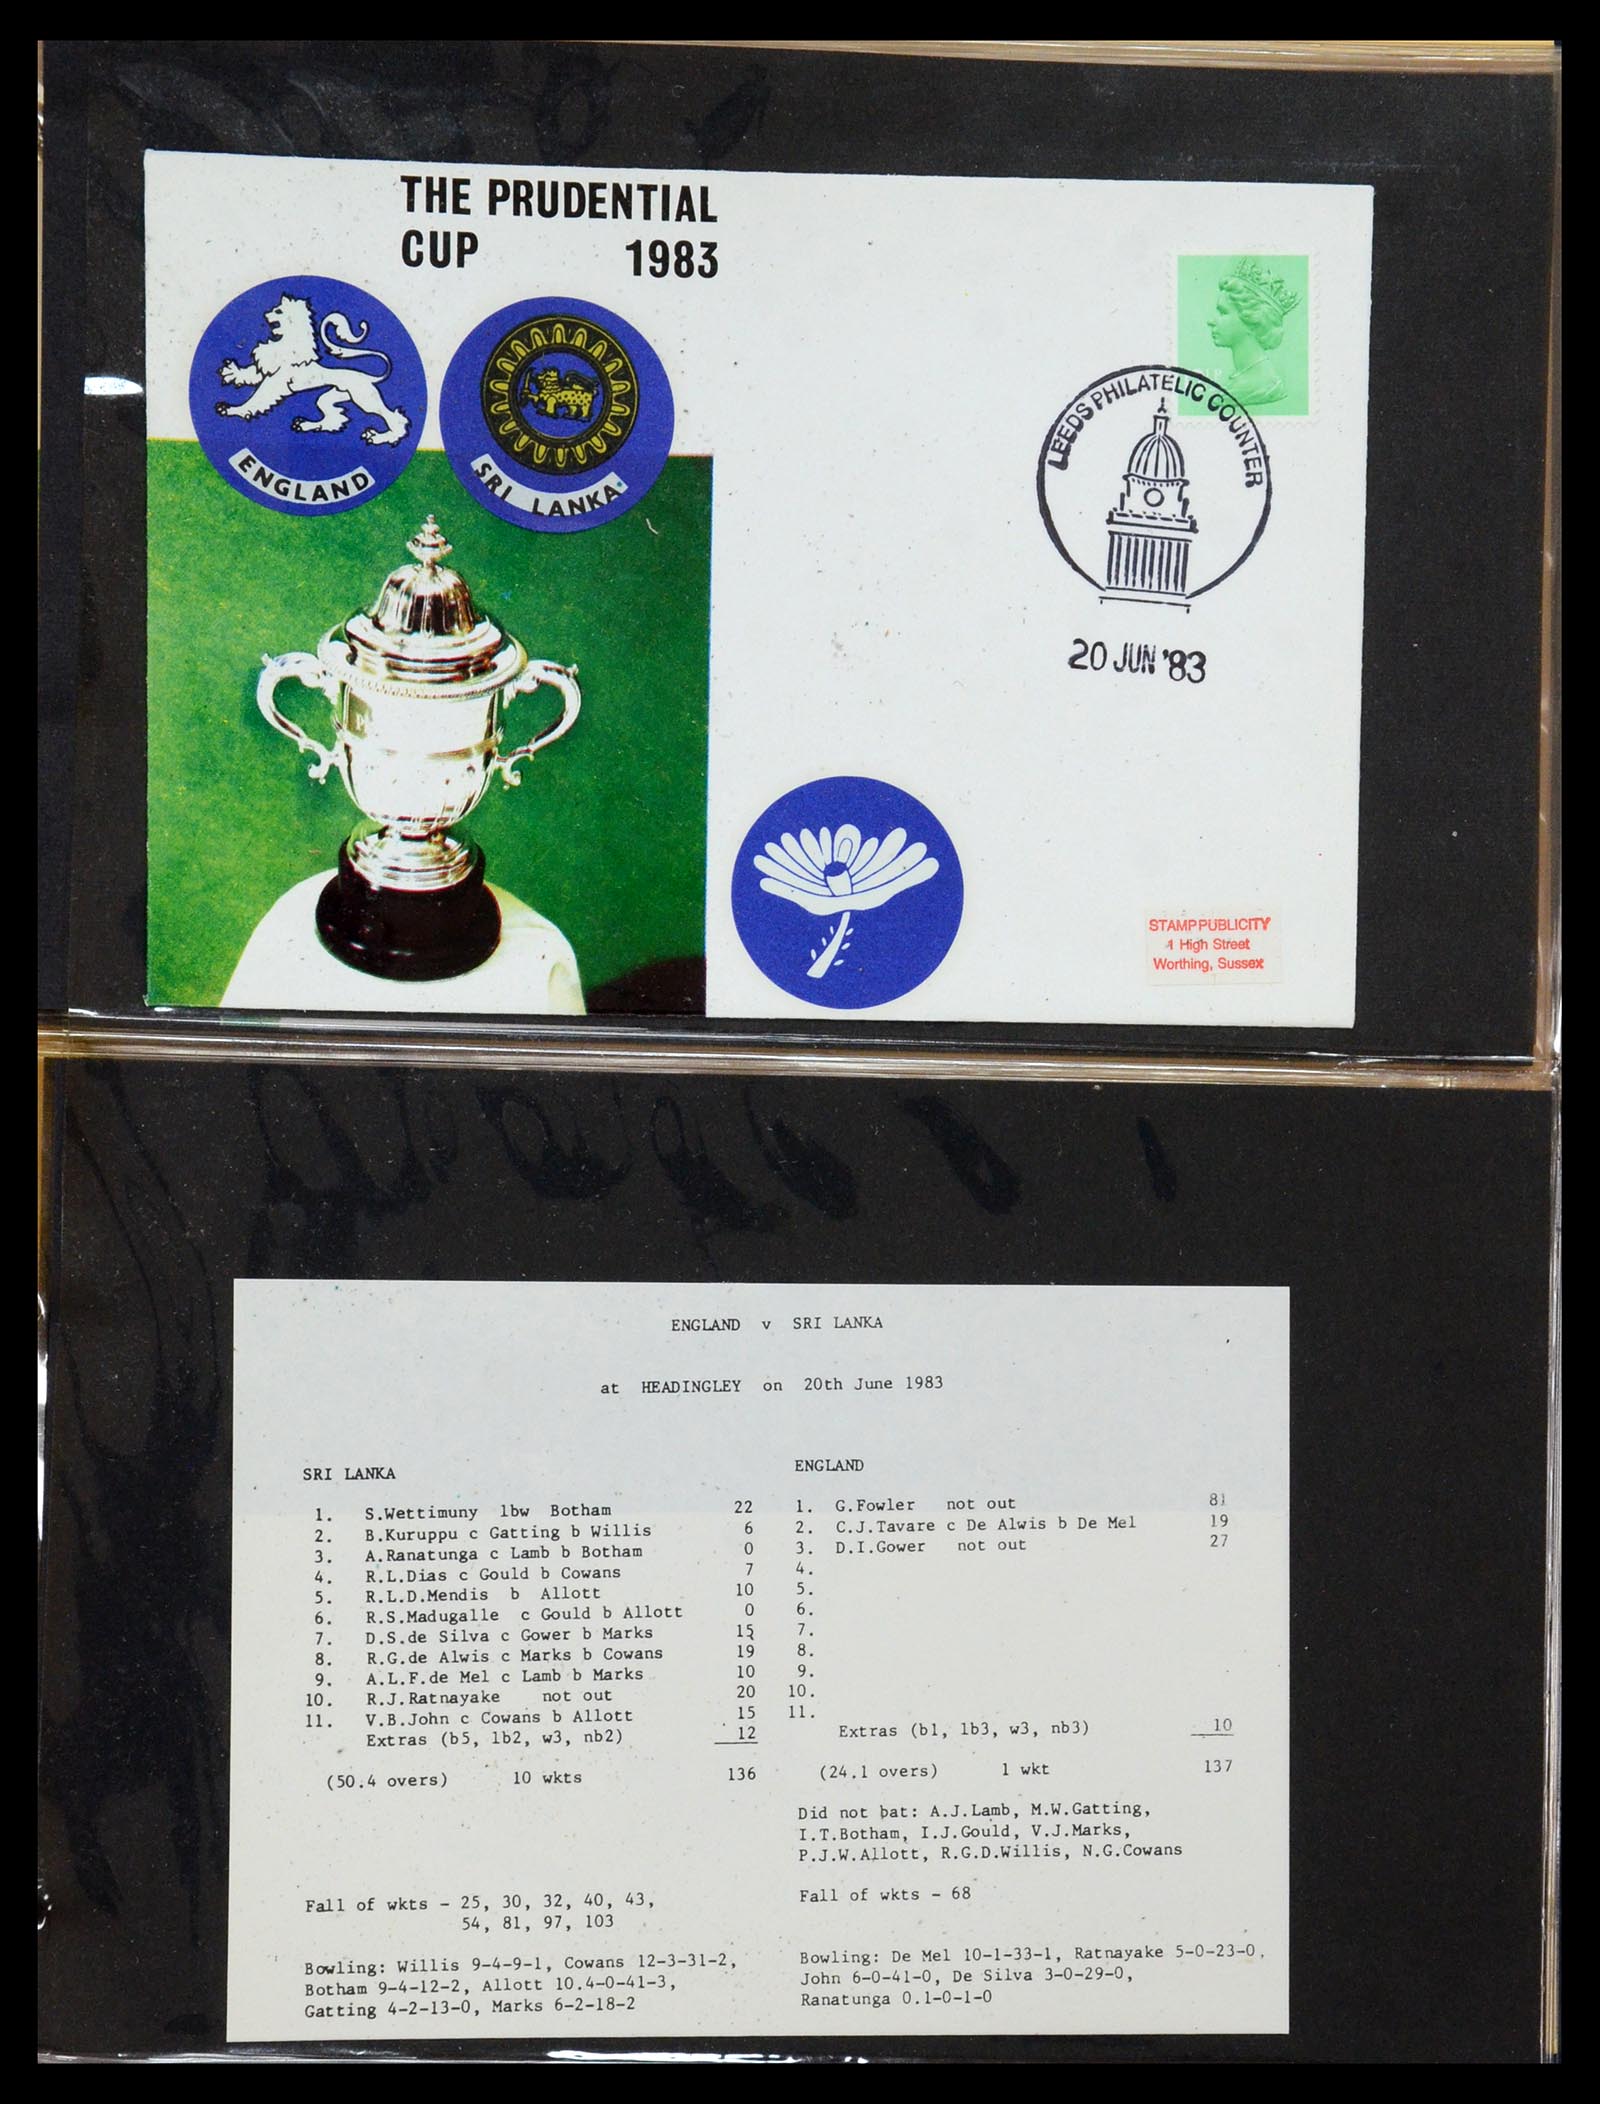 THE PRUDENTIAL
CUP 1983
ENGLAND
SRI LANKA
LEEDS PHILATELIC COUNTER
20 JUN '83
STAMP PUBLICITY
1 High Street
Worthing, Sussex
ENGLAND v SRI LANKA
at HEADINGLEY on 20th June 1983
SRI LANKA
1. S.Wettimuny lbw Botham 22
2. B.Kuruppu c Gatting b Willis 6
3. A.Ranatunga c Lamb b Botham 0
4. R.L.Dias c Gould b Cowans 7
5. R.L.D.Mendis b Allott 10
6. R.S.Madugalle c Gould b Allott 0
7. D.S.de Silva c Gower b Marks 15
8. R.G.de Alwis c Marks b Cowans 19
9. A.L.F.de Mel c Lamb b Marks 10
10. R.J.Ratnayake not out 20
11. V.B.John c Cowans b Allott 15
Extras (b5, lb2, w3, nb2) 12
(50.4 overs) 10 wkts 136
Fall of wkts - 25, 30, 32, 40, 43,
54, 81, 97, 103
Bowling: Willis 9-4-9-1, Cowans 12-3-31-2,
Botham 9-4-12-2, Allott 10.4-0-41-3,
Gatting 4-2-13-0, Marks 6-2-18-2
ENGLAND
1. G.Fowler not out 81
2. C.J.Tavare c De Alwis b De Mel 19
3. D.I.Gower not out 27
4.
5.
6.
7.
8.
9.
10.
11.
Extras (b1, lb3, w3, nb3) 10
(24.1 overs) 1 wkt 137
Did not bat: A.J.Lamb, M.W.Gatting,
I.T.Botham, I.J.Gould, V.J.Marks,
P.J.W.Allott, R.G.D.Willis, N.G.Cowans
Fall of wkts - 68
Bowling: De Mel 10-1-33-1, Ratnayake 5-0-23-0,
John 6-0-41-0, De Silva 3-0-29-0,
Ranatunga 0.1-0-1-0